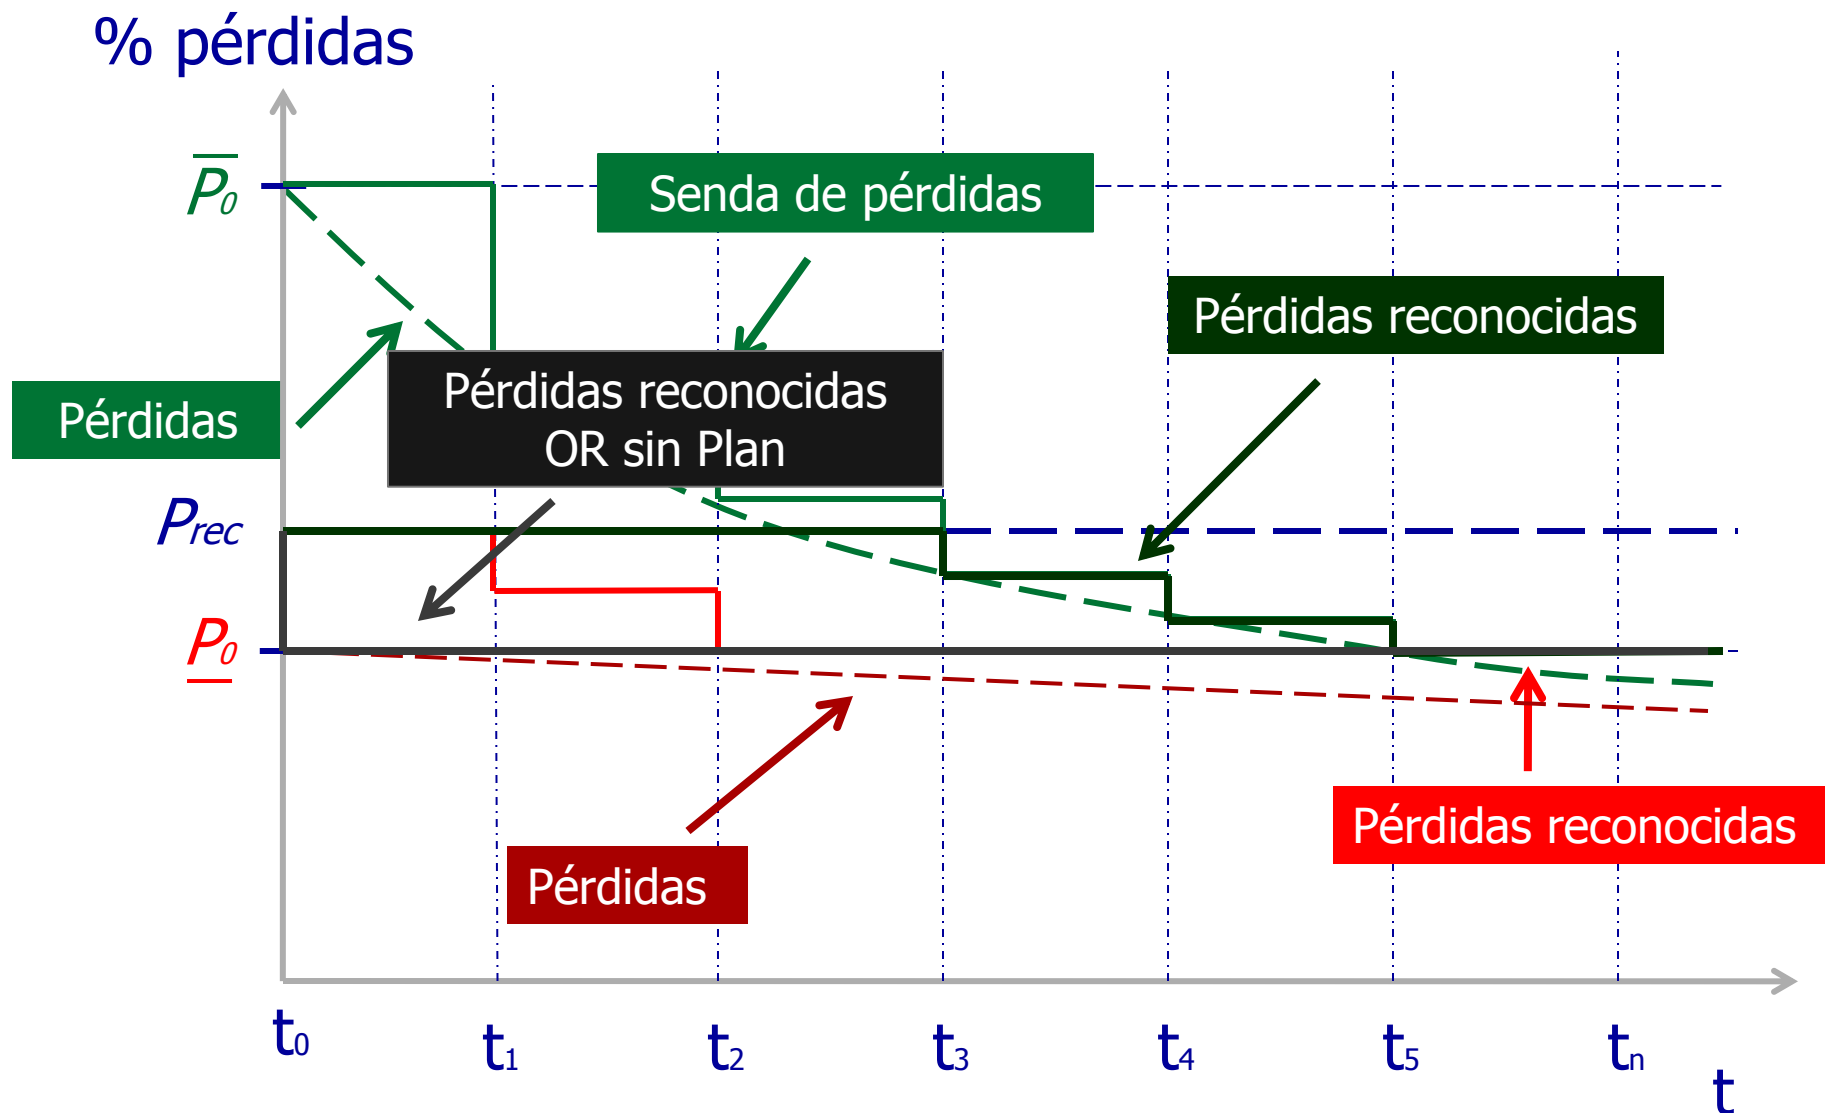 % pérdidas
P0
Senda de pérdidas
Pérdidas reconocidas
Pérdidas reconocidas
OR sin Plan
Pérdidas
Prec
P0
Pérdidas reconocidas
Pérdidas
t0
t1
t2
t3
t4
t5
tn
t